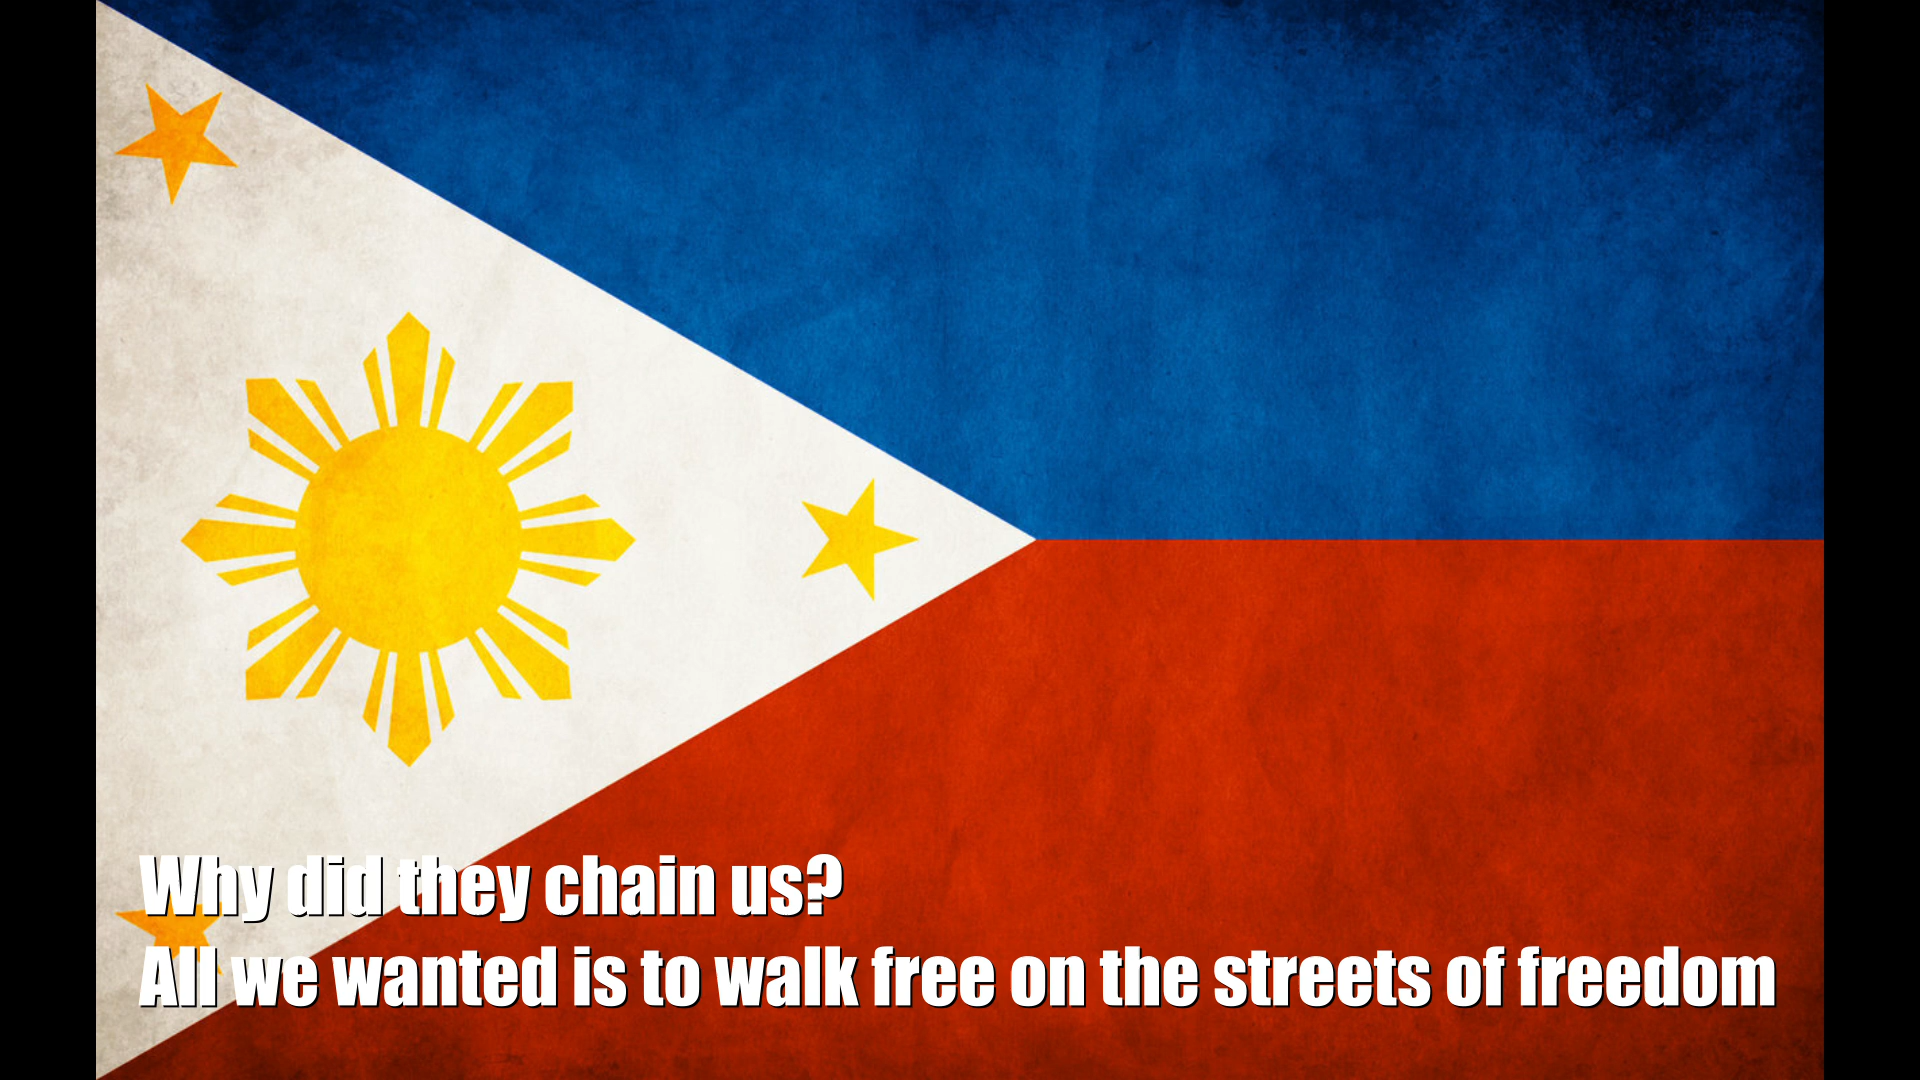 Why did they chain us?
All we wanted is to walk free on the streets of freedom